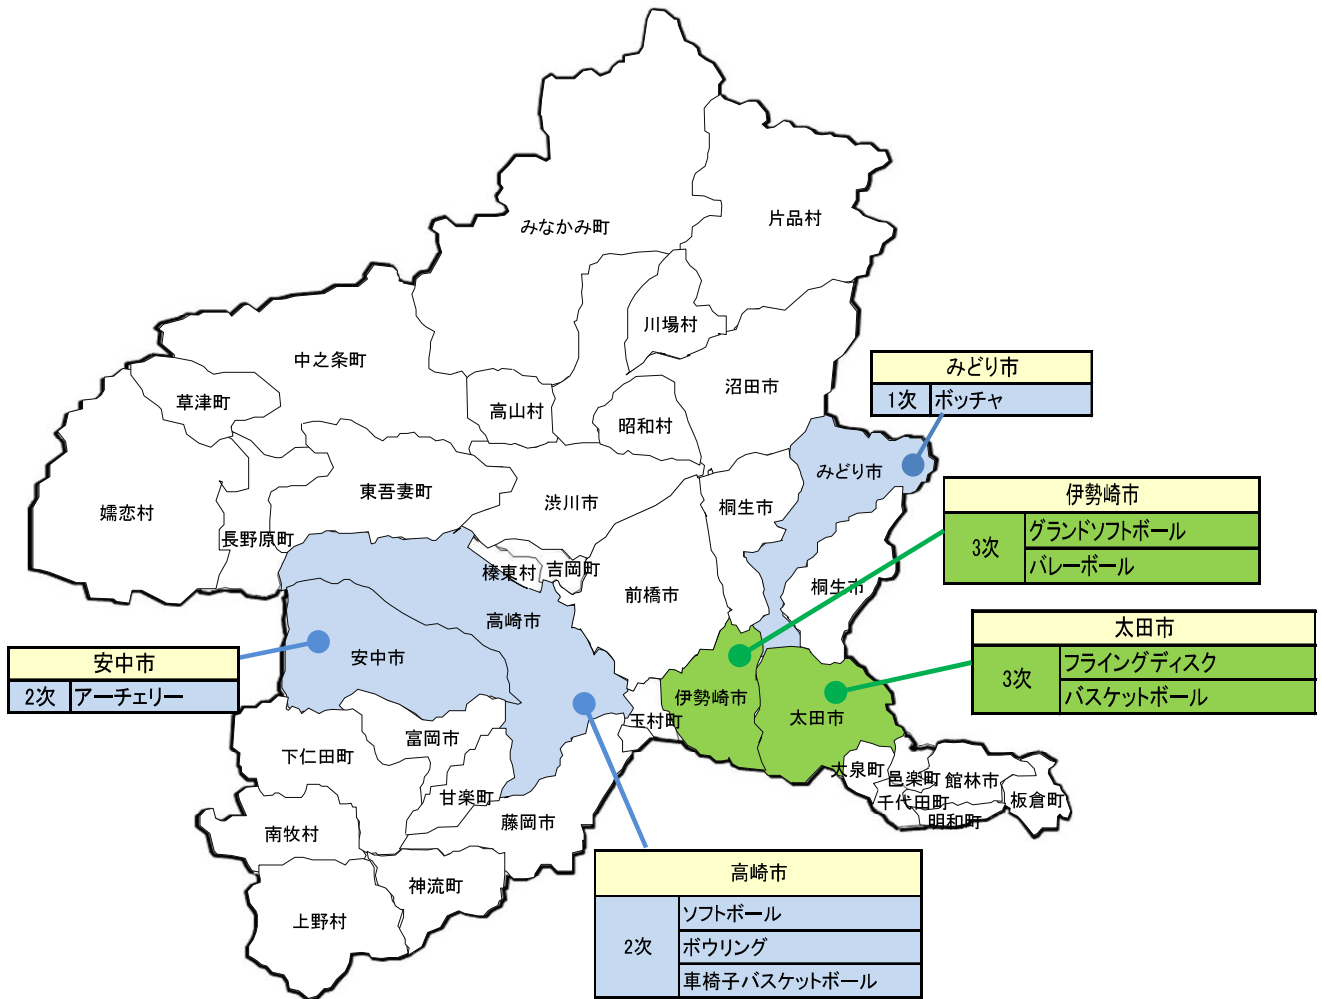 みなかみ町
片品村
川場村
中之条町
沼田市
草津町
高山村
昭和村
みどり市
1次 ボッチャ
みどり市
東吾妻町
渋川市
桐生市
嬬恋村
長野原町
伊勢崎市
3次
グランドソフトボール
バレーボール
榛東村
吉岡町
前橋市
桐生市
高崎市
安中市
太田市
3次
フライングディスク
バスケットボール
安中市
2次 アーチェリー
伊勢崎市
太田市
玉村町
富岡市
下仁田町
大泉町
邑楽町
館林市
甘楽町
千代田町
板倉町
藤岡市
明和町
南牧村
神流町
上野村
高崎市
2次
ソフトボール
ボウリング
車椅子バスケットボール